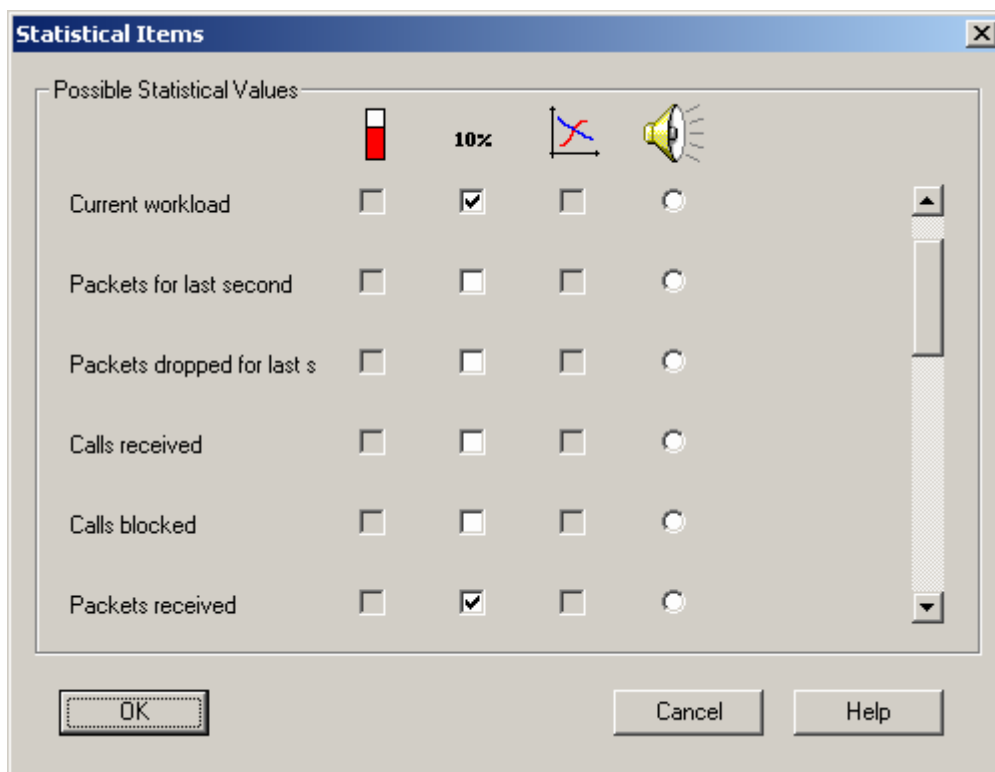 Statistical Items
Possible Statistical Values
10%
Current workload
Packets for last second
Packets dropped for last s
Calls received
Calls blocked
Packets received
OK Cancel Help